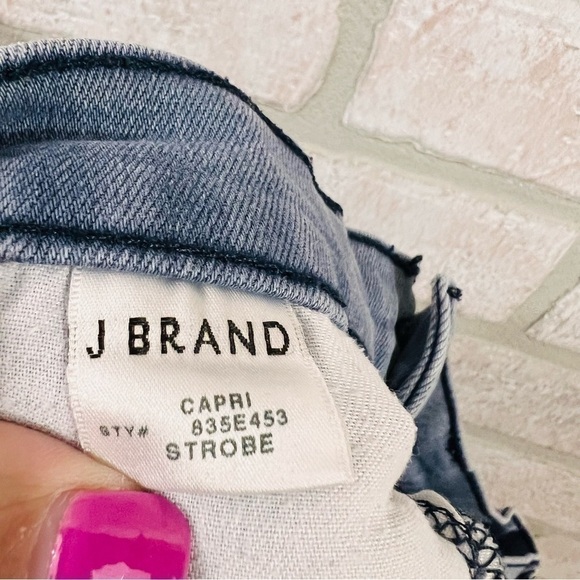 J BRAND
CAPRI
STY# 835E453
STROBE